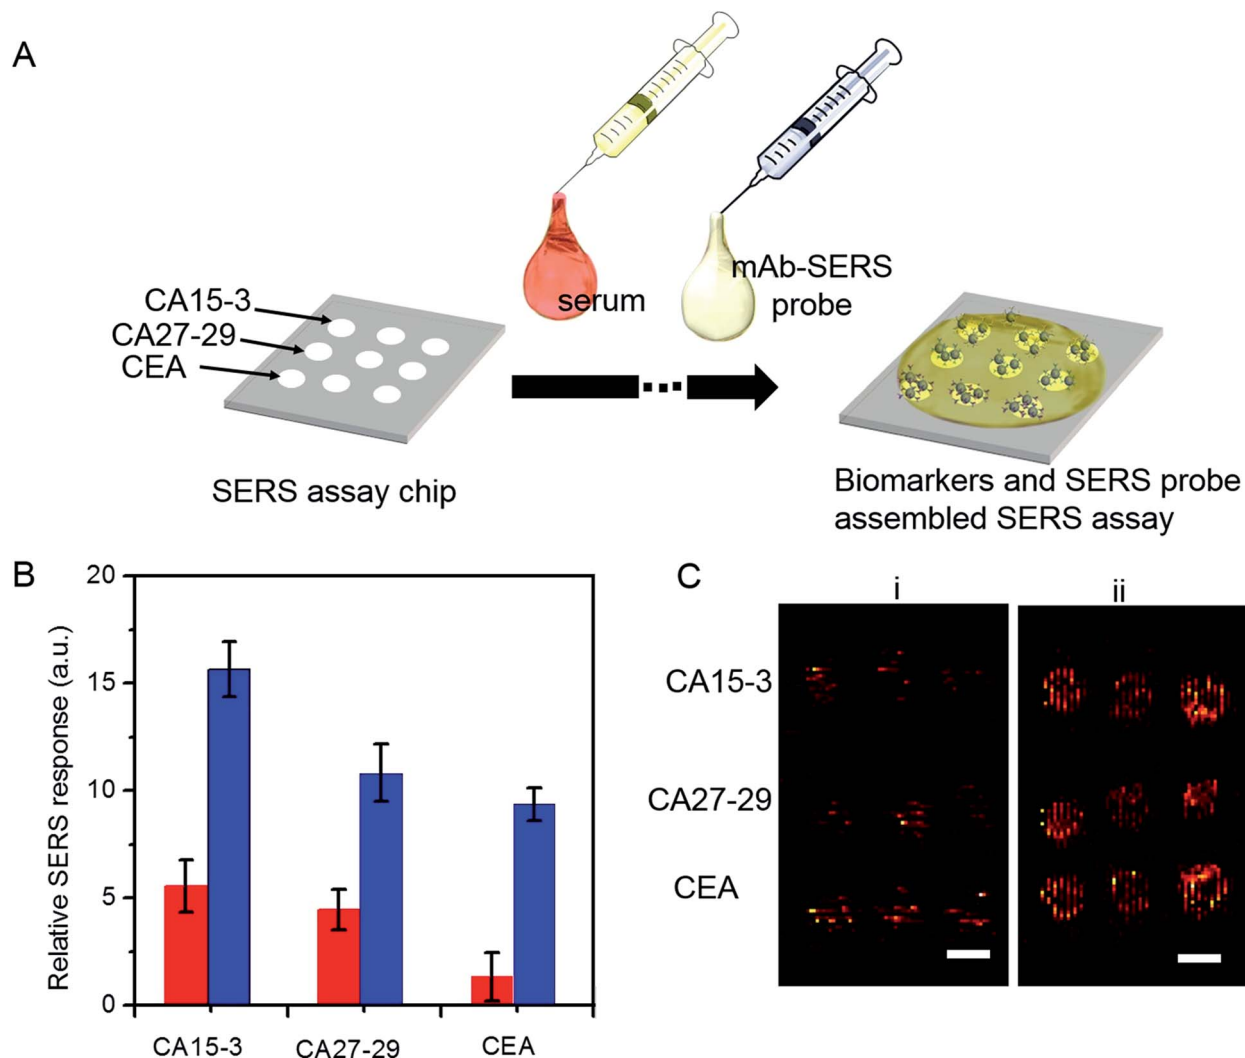 A
serum
mAb-SERS
probe
CA15-3
CA27-29
CEA
SERS assay chip
Biomarkers and SERS probe
assembled SERS assay
B
Relative SERS response (a.u.)
20
15
10
5
0
CA15-3
CA27-29
CEA
C
i
ii
CA15-3
CA27-29
CEA